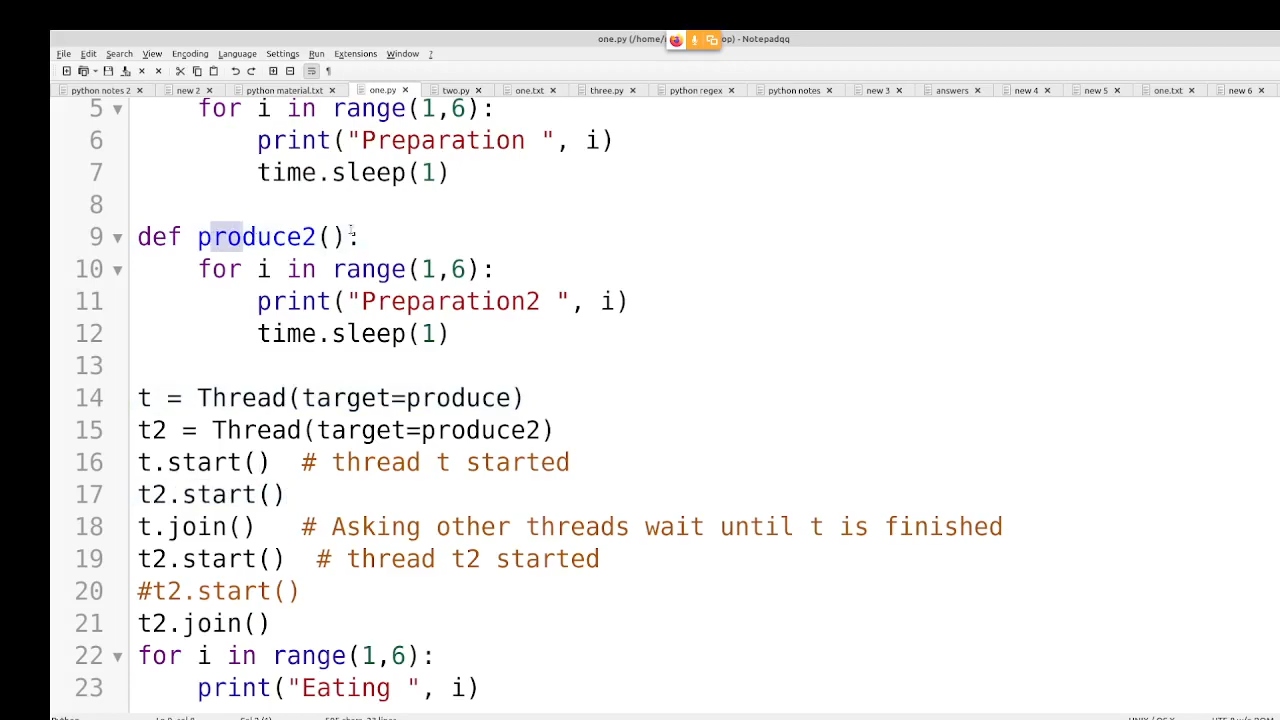 one.py (/home/ op) - Notepadqq
File Edit Search View Encoding Language Settings Run Extensions Window ?
python notes 2 new 2 python material.txt one.py two.py one.txt three.py python regex python notes new 3 answers new 4 new 5 one.txt new 6
5 for i in range(1,6):
6 print("Preparation ", i)
7 time.sleep(1)
8
9 def produce2():
10 for i in range(1,6):
11 print("Preparation2 ", i)
12 time.sleep(1)
13
14 t = Thread(target=produce)
15 t2 = Thread(target=produce2)
16 t.start() # thread t started
17 t2.start()
18 t.join() # Asking other threads wait until t is finished
19 t2.start() # thread t2 started
20 #t2.start()
21 t2.join()
22 for i in range(1,6):
23 print("Eating ", i)